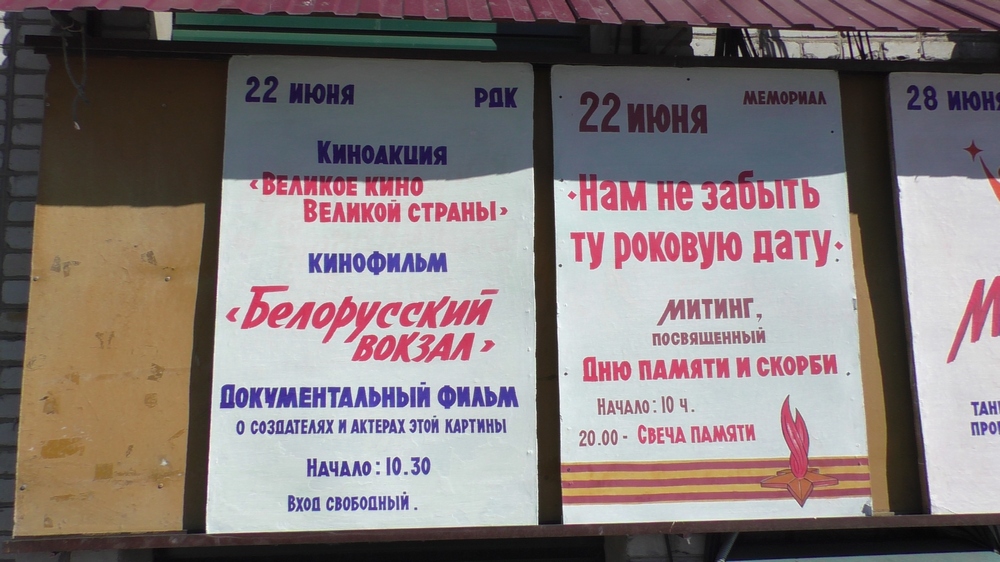 22 июня РДК
Киноакция
«Великое кино
великой страны»
кинофильм
«Белорусский
вокзал»
Документальный фильм
о создателях и актерах этой картины
Начало: 10.30
Вход свободный.
22 июня Мемориал
"Нам не забыть
ту роковую дату"
митинг,
посвященный
Дню памяти и скорби.
Начало: 10 ч.
20.00 - Свеча памяти
28 июня